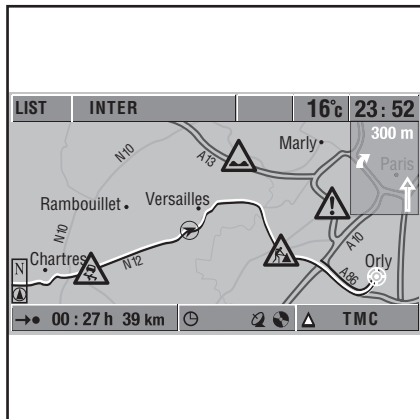 LIST INTER 16°c 23:52
300 m
Marly
N10
A13
Paris
Rambouillet
Versailles
N10
A10
Chartres
Orly
N
N12
A86
00:27 h 39 km TMC